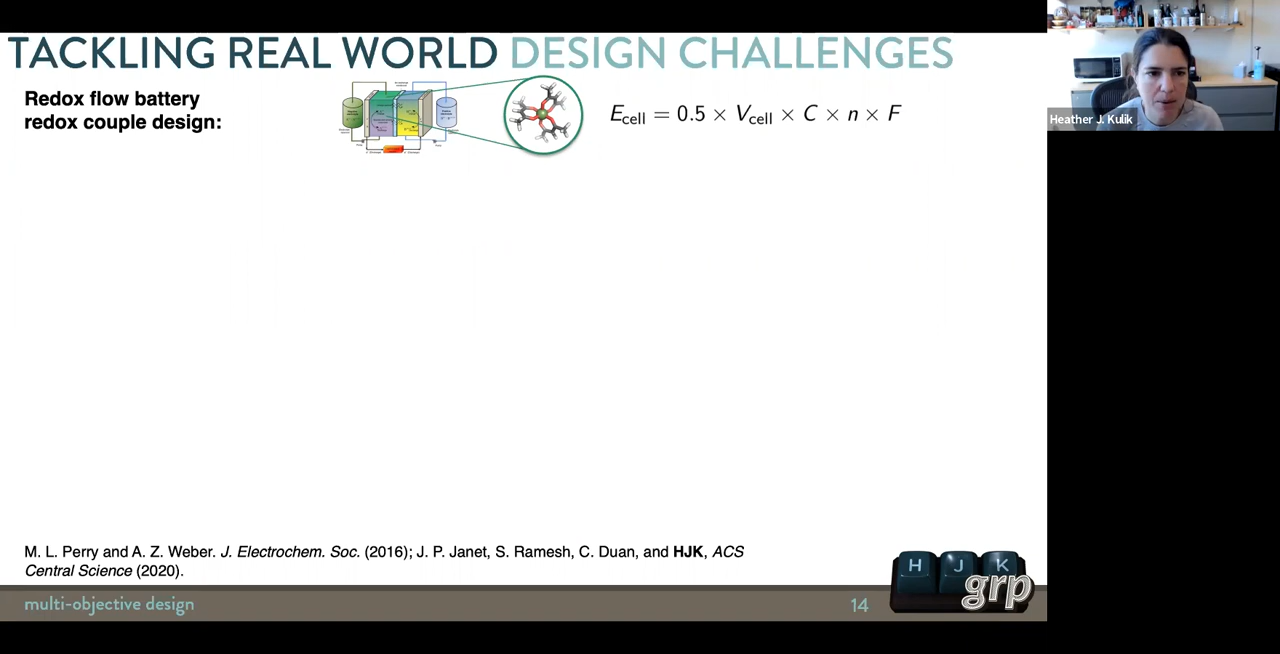 TACKLING REAL WORLD DESIGN CHALLENGES
Redox flow battery
redox couple design:
E_cell = 0.5 × V_cell × C × n × F
Heather J. Kulik
M. L. Perry and A. Z. Weber. J. Electrochem. Soc. (2016); J. P. Janet, S. Ramesh, C. Duan, and HJK, ACS
Central Science (2020).
H J K
grp
multi-objective design
14